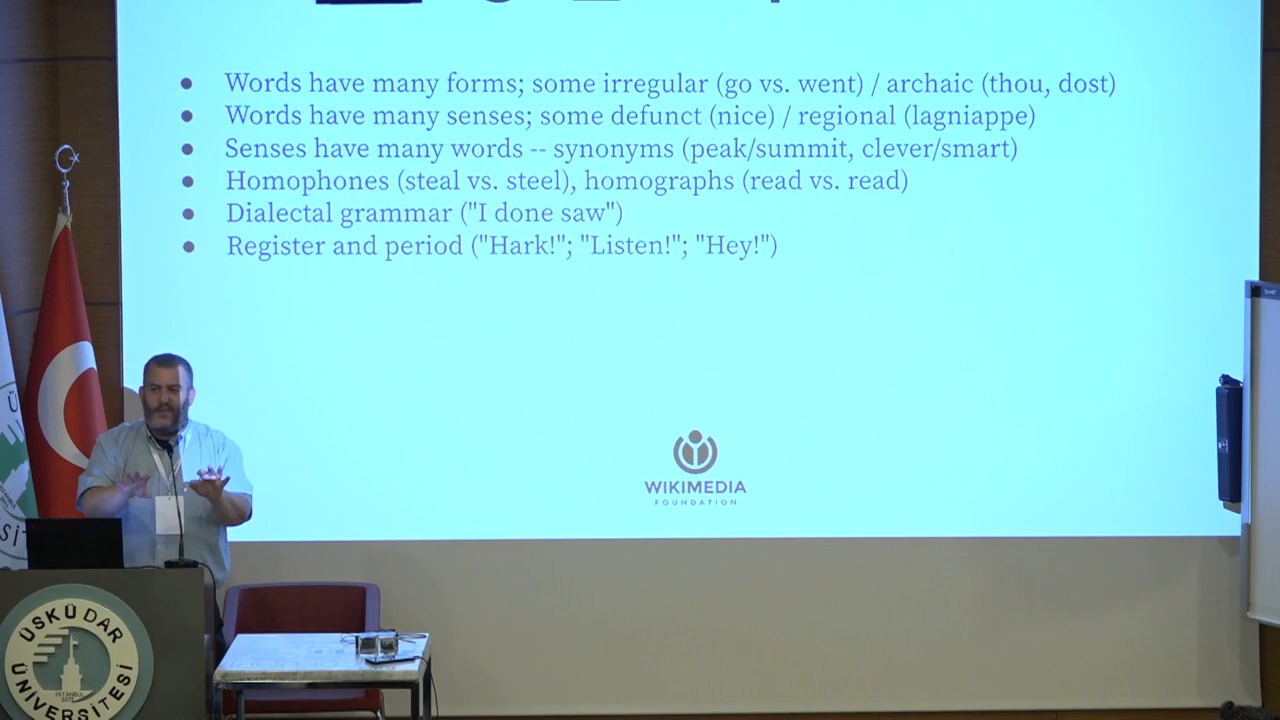 Words have many forms; some irregular (go vs. went) / archaic (thou, dost)
Words have many senses; some defunct (nice) / regional (lagniappe)
Senses have many words -- synonyms (peak/summit, clever/smart)
Homophones (steal vs. steel), homographs (read vs. read)
Dialectal grammar ("I done saw")
Register and period ("Hark!"; "Listen!"; "Hey!")
WIKIMEDIA
FOUNDATION
ÜSKÜDAR
ÜNİVERSİTESİ
İSTANBUL
2011